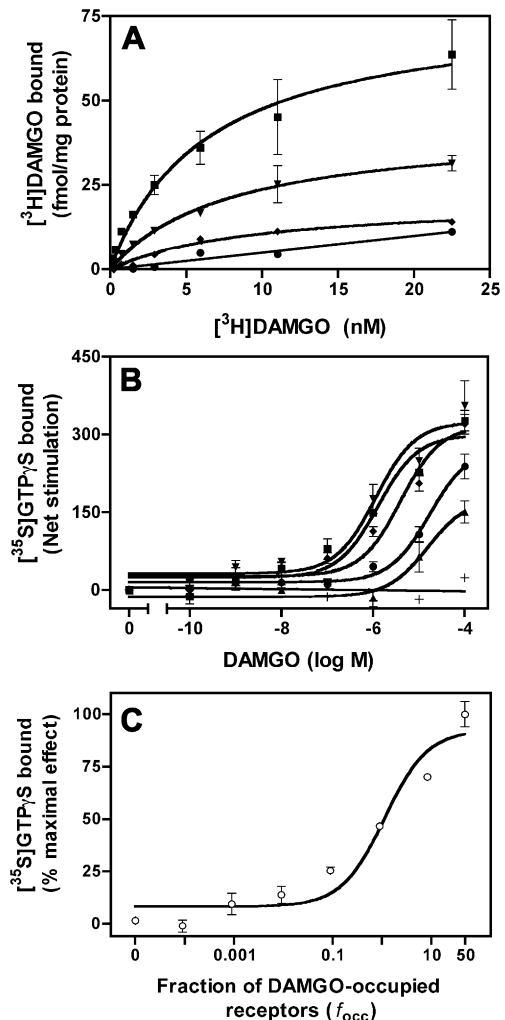 A
[³H]DAMGO bound
(fmol/mg protein)
75
50
25
0
0 5 10 15 20 25
[³H]DAMGO (nM)
B
[³⁵S]GTPγS bound
(Net stimulation)
450
300
150
0
0 -10 -8 -6 -4
DAMGO (log M)
C
[³⁵S]GTPγS bound
(% maximal effect)
100
75
50
25
0
0 0.001 0.1 10 50
Fraction of DAMGO-occupied
receptors (focc)